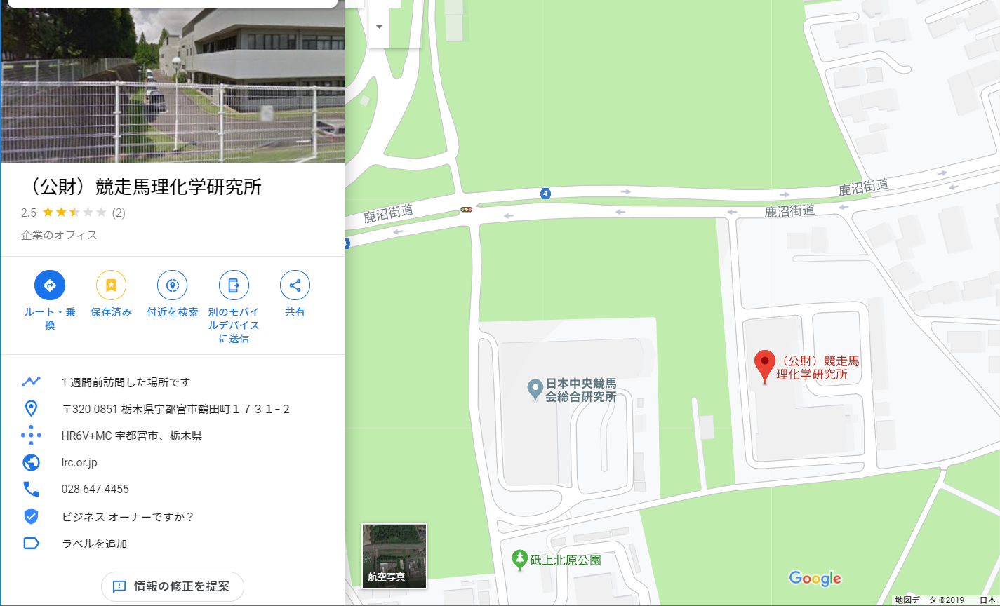 （公財）競走馬理化学研究所
2.5 (2)
企業のオフィス
ルート・乗
換
保存済み
付近を検索
別のモバイ
ルデバイス
に送信
共有
1 週間前訪問した場所です
〒320-0851 栃木県宇都宮市鶴田町１７３１−２
HR6V+MC 宇都宮市、栃木県
lrc.or.jp
028-647-4455
ビジネス オーナーですか？
ラベルを追加
情報の修正を提案
4
鹿沼街道
鹿沼街道
鹿沼街道
（公財）競走馬
理化学研究所
日本中央競馬
会総合研究所
砥上北原公園
航空写真
Google
地図データ ©2019 日本